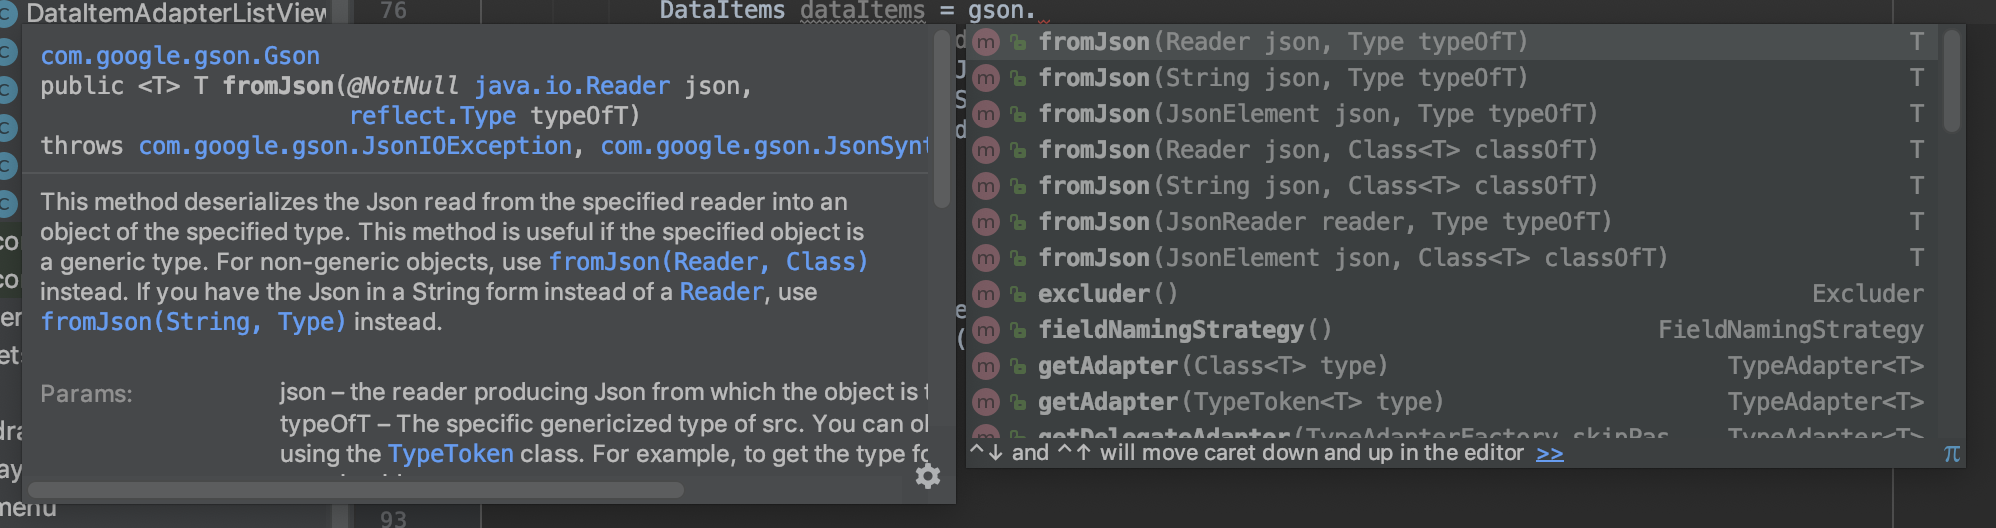 DataItemAdapterListView
76
DataItems dataItems = gson.
com.google.gson.Gson
public <T> T fromJson(@NotNull java.io.Reader json,
reflect.Type typeOfT)
throws com.google.gson.JsonIOException, com.google.gson.JsonSynt
This method deserializes the Json read from the specified reader into an
object of the specified type. This method is useful if the specified object is
a generic type. For non-generic objects, use fromJson(Reader, Class)
instead. If you have the Json in a String form instead of a Reader, use
fromJson(String, Type) instead.
Params:
json – the reader producing Json from which the object is
typeOfT – The specific genericized type of src. You can
using the TypeToken class. For example, to get the type
fromJson(Reader json, Type typeOfT) T
fromJson(String json, Type typeOfT) T
fromJson(JsonElement json, Type typeOfT) T
fromJson(Reader json, Class<T> classOfT) T
fromJson(String json, Class<T> classOfT) T
fromJson(JsonReader reader, Type typeOfT) T
fromJson(JsonElement json, Class<T> classOfT) T
excluder() Excluder
fieldNamingStrategy() FieldNamingStrategy
getAdapter(Class<T> type) TypeAdapter<T>
getAdapter(TypeToken<T> type) TypeAdapter<T>
getDelegateAdapter(TypeAdapterFactory skipPas TypeAdapter<T>
^↓ and ^↑ will move caret down and up in the editor >>
π
menu
93